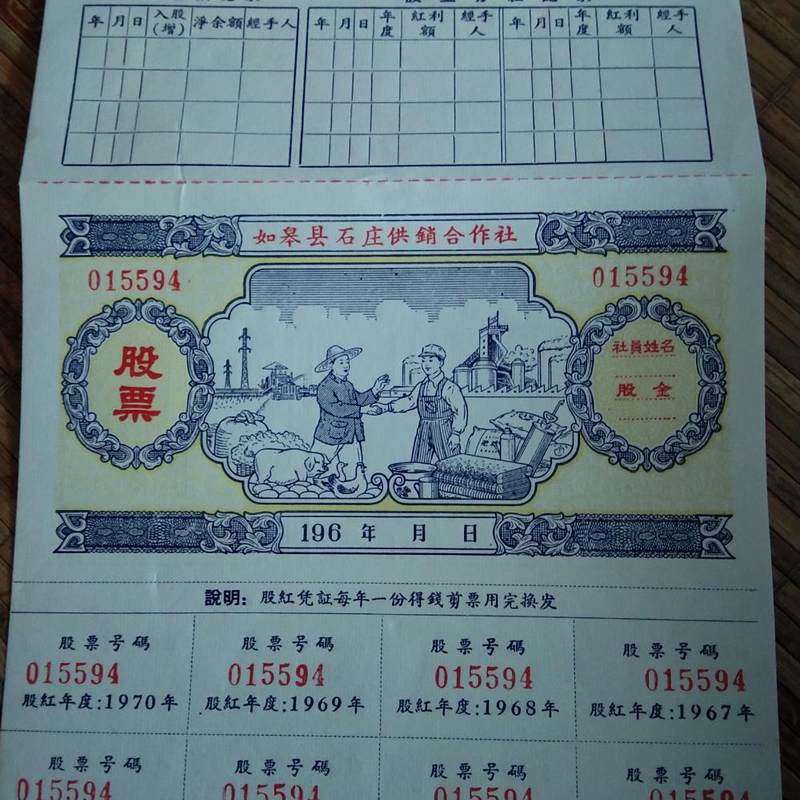 年 月 日 入股(增) 淨余額 經手人
年 月 日 年度 紅利額 經手人 年 月 日 年度 紅利額 經手人
如皋县石庄供銷合作社
015594 015594
股票
社員姓名
股金
196 年 月 日
說明: 股紅凭証每年一份得錢剪票用完換发
股票号碼 股票号碼 股票号碼 股票号碼
015594 015594 015594 015594
股紅年度:1970年 股紅年度:1969年 股紅年度:1968年 股紅年度:1967年
股票号碼 股票号碼 股票号碼 股票号碼
015594 015594 015594 015594